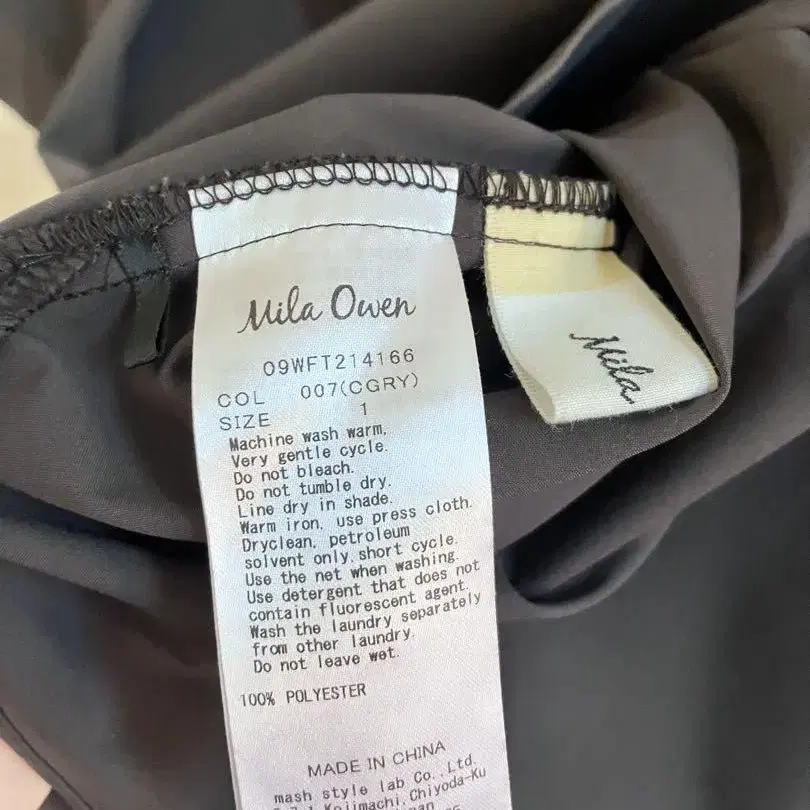 Mila Owen
09WFT214166
COL 007(CGRY)
SIZE 1
Machine wash warm,
Very gentle cycle.
Do not bleach.
Do not tumble dry.
Line dry in shade.
Warm iron, use press cloth.
Dryclean, petroleum
solvent only,short cycle.
Use the net when washing.
Use detergent that does not
contain fluorescent agent.
Wash the laundry separately
from other laundry.
Do not leave wet.
100% POLYESTER
MADE IN CHINA
mash style lab Co.,Ltd.
Kojimachi,Chiyoda-Ku
Mila